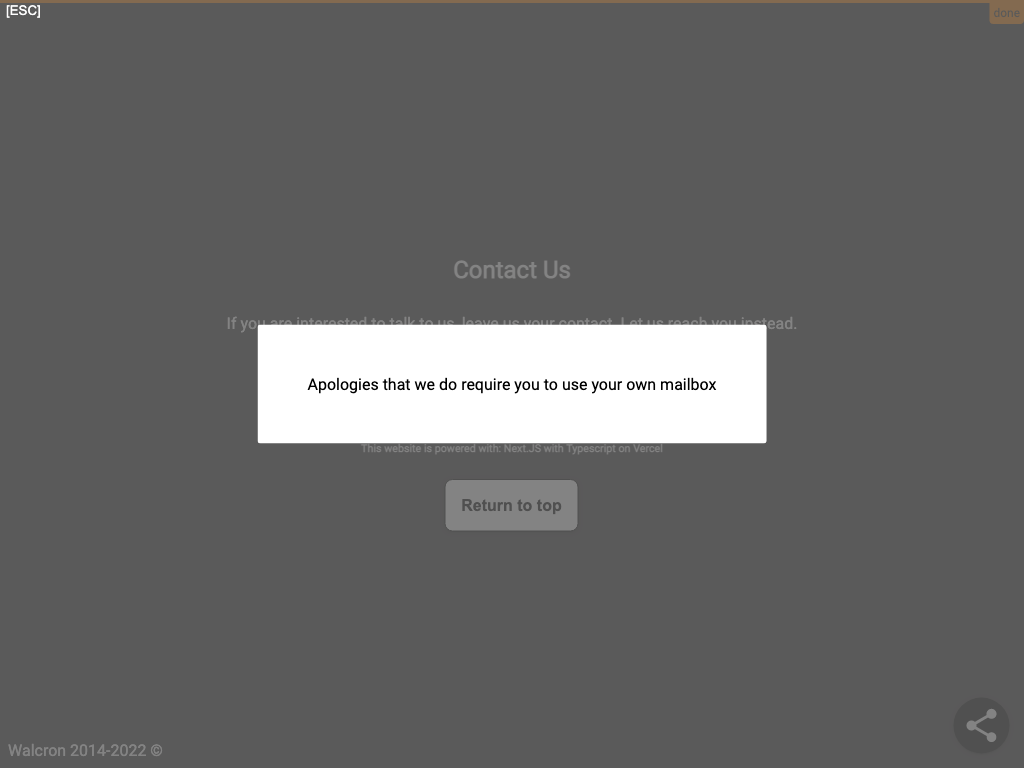 [ESC]
done
Contact Us
If you are interested to talk to us, leave us your contact. Let us reach you instead.
Apologies that we do require you to use your own mailbox
This website is powered with: Next.JS with Typescript on Vercel
Return to top
Walcron 2014-2022 ©